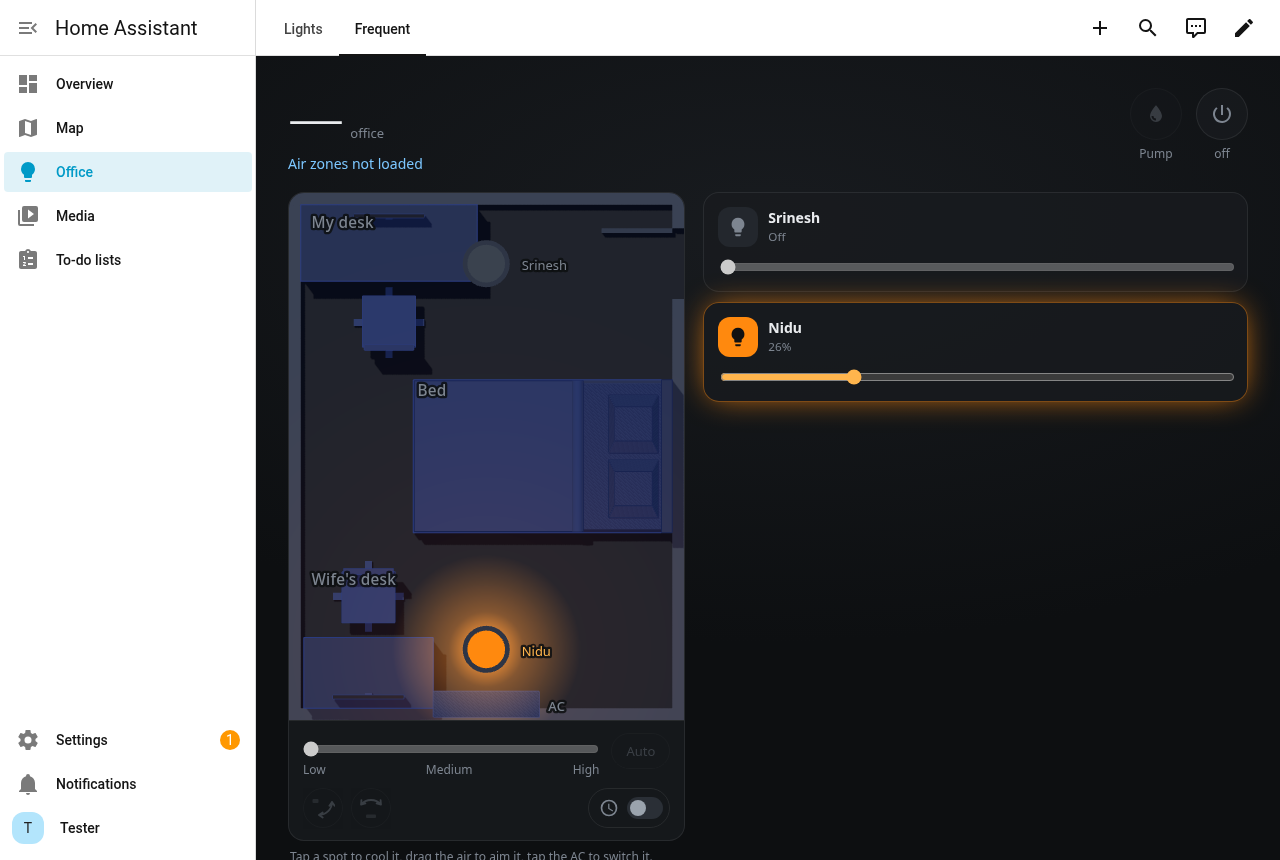 Home Assistant
Lights
Frequent
Overview
Map
Office
Media
To-do lists
Settings
1
Notifications
T
Tester
office
Air zones not loaded
Pump
off
My desk
Srinesh
Bed
Wife's desk
Nidu
AC
Low
Medium
High
Auto
Tap a spot to cool it, drag the air to aim it, tap the AC to switch it.
Srinesh
Off
Nidu
26%